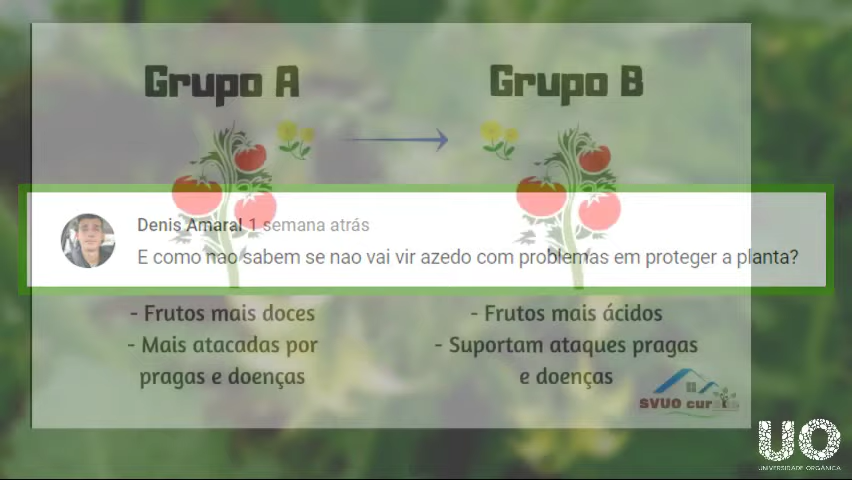 Grupo A
Grupo B
Denis Amaral 1 semana atrás
E como nao sabem se nao vai vir azedo com problemas em proteger a planta?
- Frutos mais doces
- Mais atacadas por
pragas e doenças
- Frutos mais ácidos
- Suportam ataques pragas
e doenças
SVUO cur
UO
UNIVERSIDADE ORGÂNICA